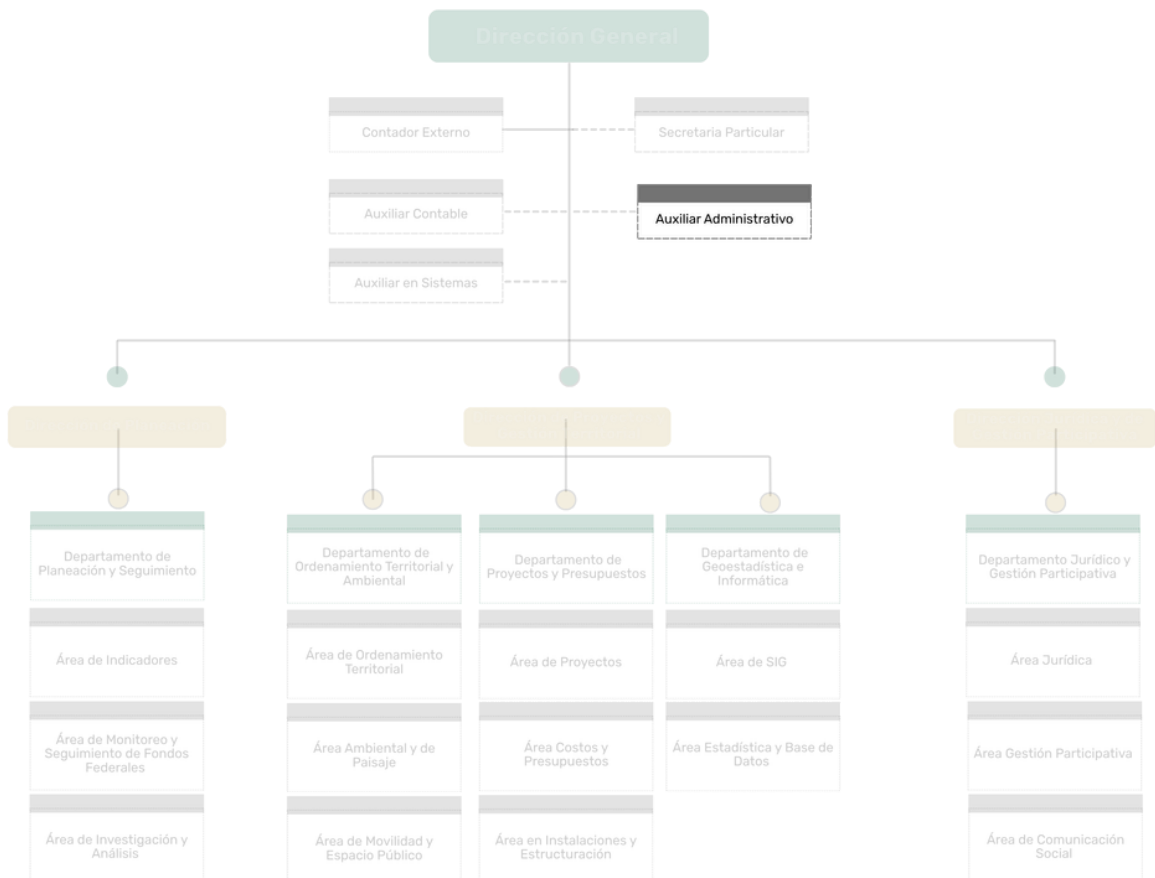 Dirección General
Contador Externo
Secretaria Particular
Auxiliar Contable
Auxiliar Administrativo
Auxiliar en Sistemas
Departamento de
Planeación y Seguimiento
Departamento de
Ordenamiento Territorial y
Ambiental
Departamento de
Proyectos y Presupuestos
Departamento de
Geoestadística e
Informática
Departamento Jurídico y
Gestión Participativa
Área de Indicadores
Área de Ordenamiento
Territorial
Área de Proyectos
Área de SIG
Área Jurídica
Área de Monitoreo y
Seguimiento de Fondos
Federales
Área Ambiental y de
Paisaje
Área Costos y
Presupuestos
Área Estadística y Base de
Datos
Área Gestión Participativa
Área de Investigación y
Análisis
Área de Movilidad y
Espacio Público
Área en Instalaciones y
Estructuración
Área de Comunicación
Social